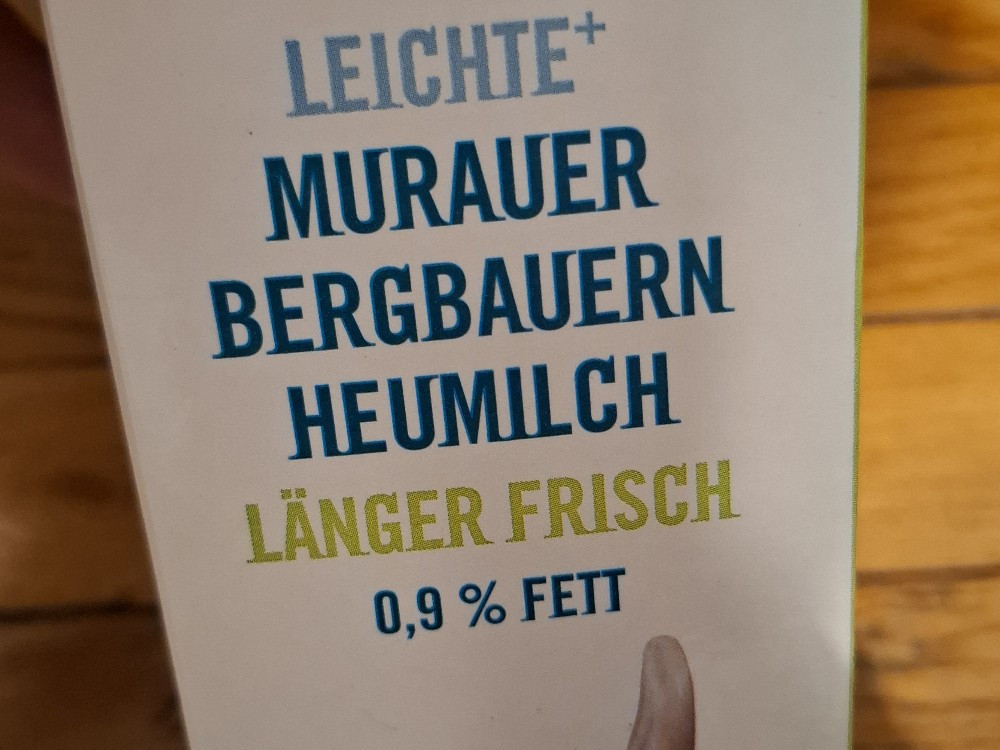 LEICHTE+
MURAUER
BERGBAUERN
HEUMILCH
LÄNGER FRISCH
0,9 % FETT